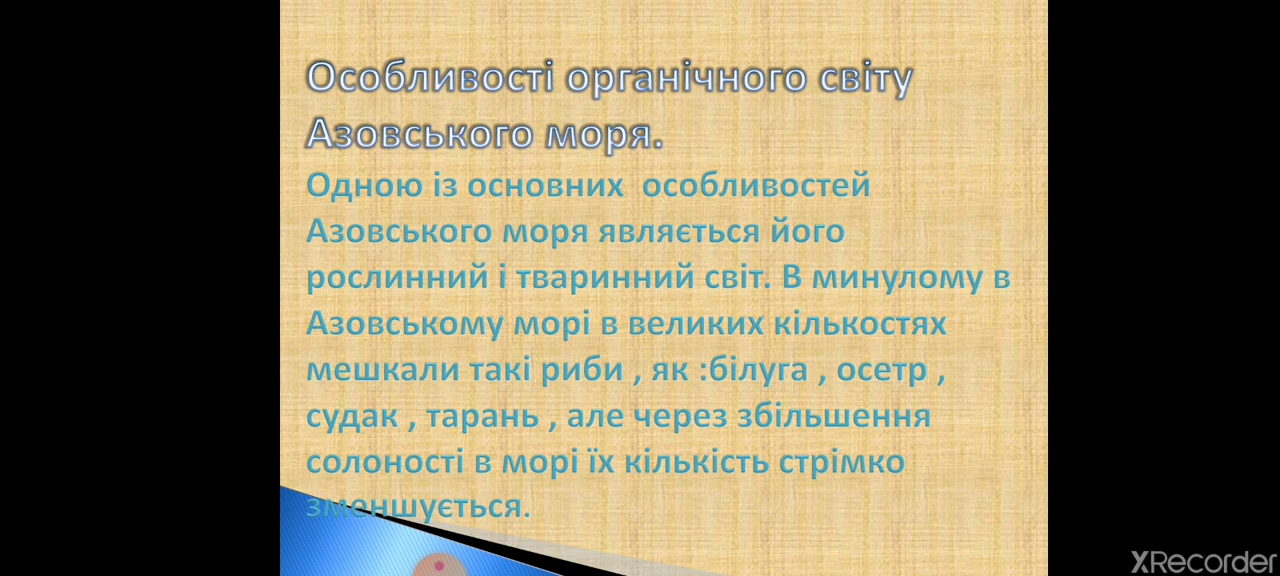 Особливості органічного світу
Азовського моря.
Одною із основних  особливостей
Азовського моря являється його
рослинний і тваринний світ. В минулому в
Азовському морі в великих кількостях
мешкали такі риби , як :білуга , осетр ,
судак , тарань , але через збільшення
солоності в морі їх кількість стрімко
зменшується.
XRecorder